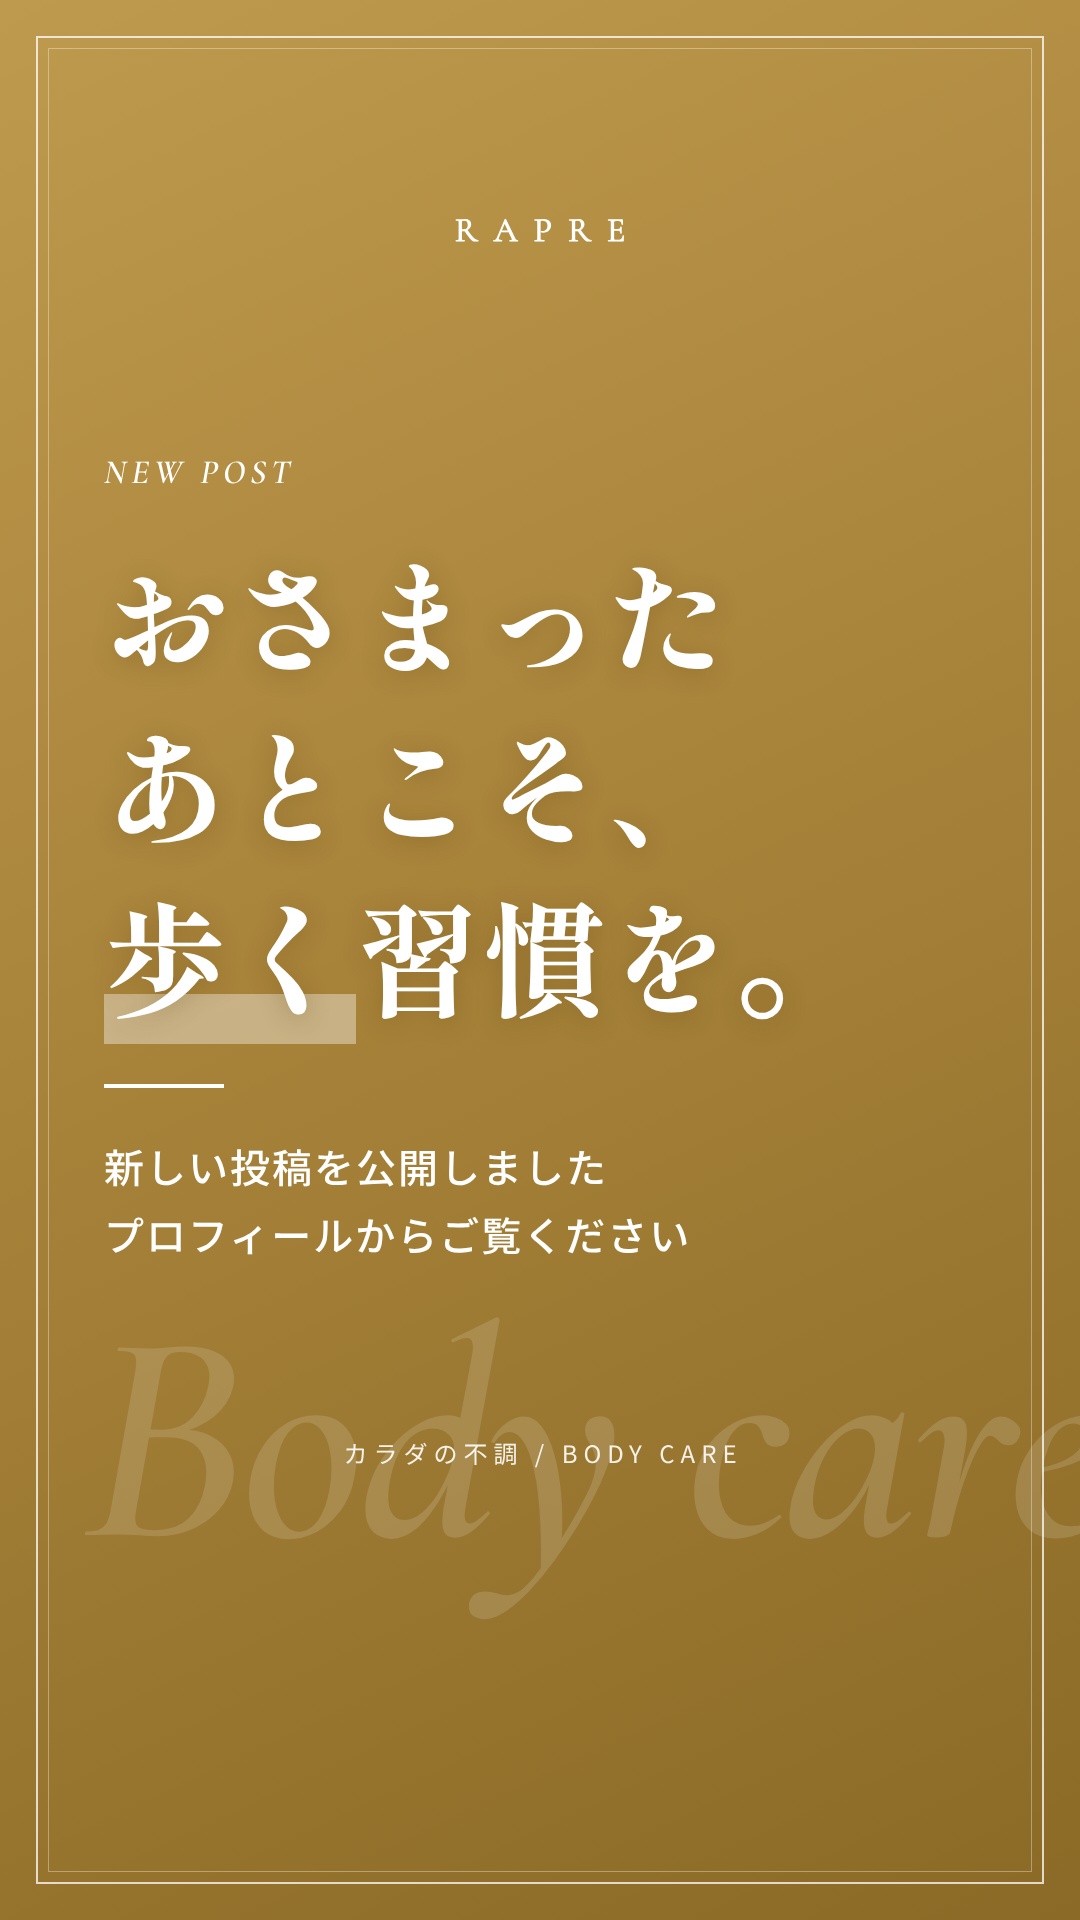 RAPRE
NEW POST
おさまった
あとこそ、
歩く習慣を。
新しい投稿を公開しました
プロフィールからご覧ください
Body care
カラダの不調 / BODY CARE